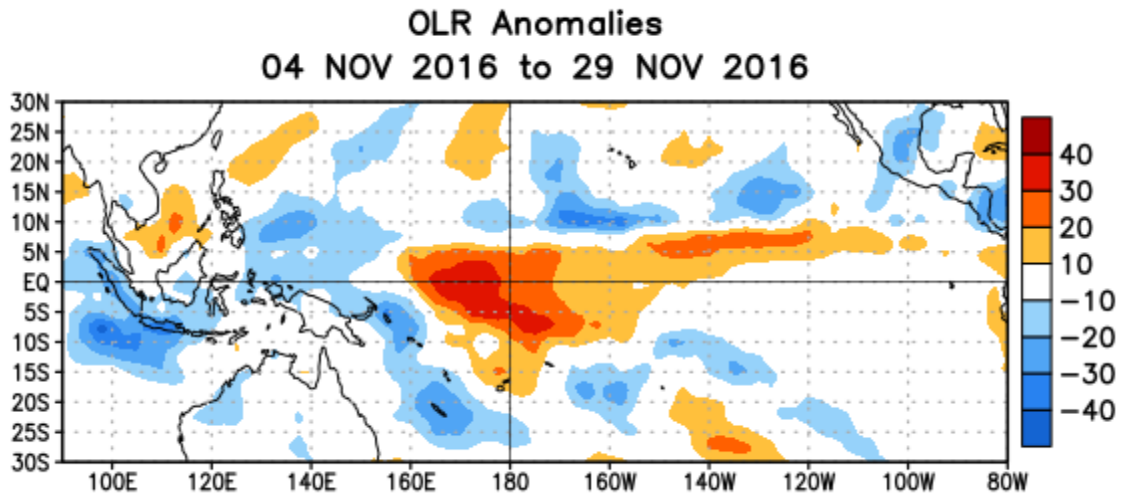 OLR Anomalies
04 NOV 2016 to 29 NOV 2016
30N
25N
20N
15N
10N
5N
EQ
5S
10S
15S
20S
25S
30S
100E 120E 140E 160E 180 160W 140W 120W 100W 80W
40
30
20
10
-10
-20
-30
-40